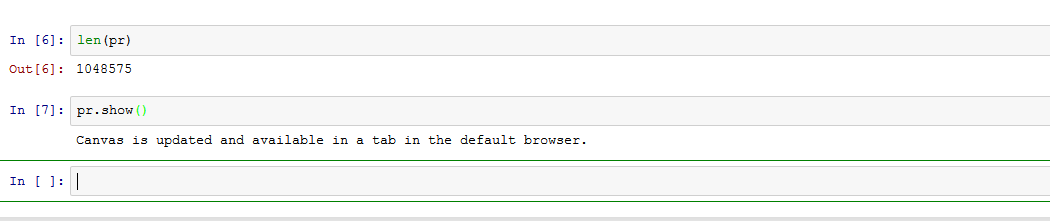 In [6]: len(pr)
Out[6]: 1048575
In [7]: pr.show()
Canvas is updated and available in a tab in the default browser.
In [ ]: